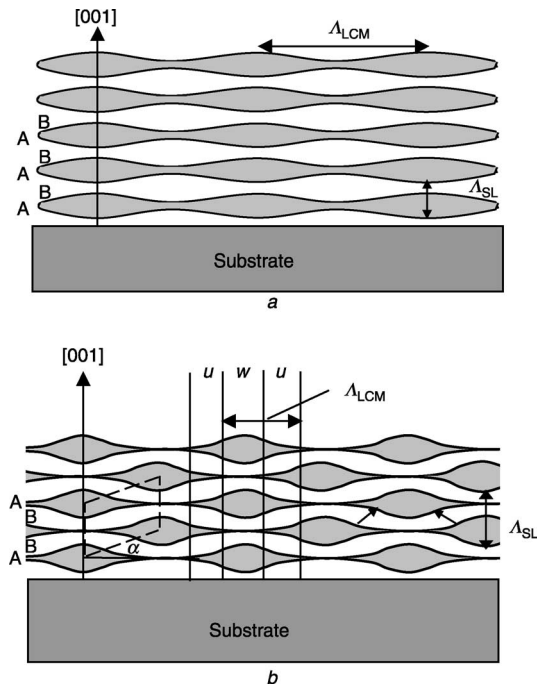 [001]
Λ_LCM
B
A
B
A
B
A
Λ_SL
Substrate
a
[001]
u w u
Λ_LCM
A
B
A
B
A
α
Λ_SL
Substrate
b